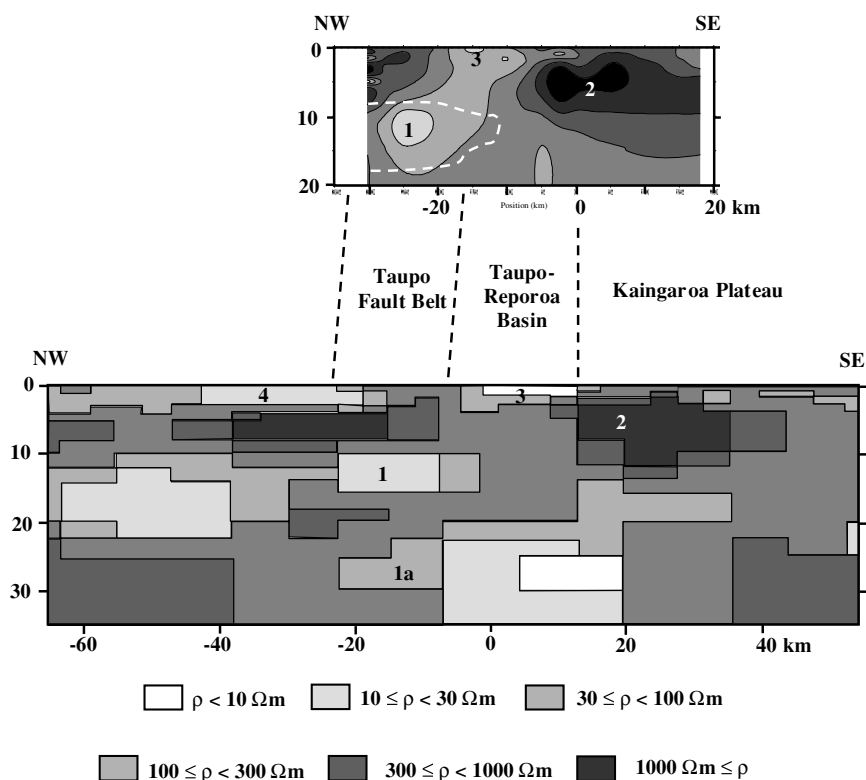 NW SE
0
3
2
10
1
20
-20 0 20 km
Position (km)
Taupo
Fault Belt
Taupo-
Reporoa
Basin
Kaingaroa Plateau
NW SE
0
4
3
2
10
1
20
1a
30
-60 -40 -20 0 20 40 km
ρ < 10 Ωm 10 ≤ ρ < 30 Ωm 30 ≤ ρ < 100 Ωm
100 ≤ ρ < 300 Ωm 300 ≤ ρ < 1000 Ωm 1000 Ωm ≤ ρ